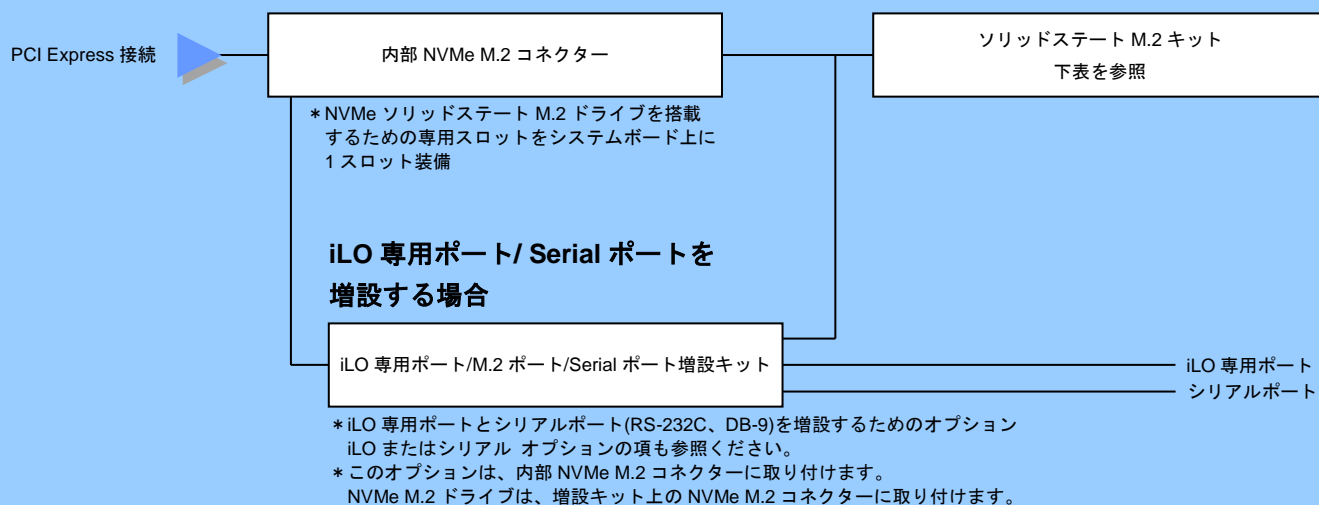 PCI Express 接続
内部 NVMe M.2 コネクター
ソリッドステート M.2 キット
下表を参照
＊NVMe ソリッドステート M.2 ドライブを搭載
するための専用スロットをシステムボード上に
1 スロット装備
iLO 専用ポート/ Serial ポートを
増設する場合
iLO 専用ポート/M.2 ポート/Serial ポート増設キット
iLO 専用ポート
シリアルポート
＊iLO 専用ポートとシリアルポート(RS-232C、DB-9)を増設するためのオプション
iLO またはシリアル オプションの項も参照ください。
＊このオプションは、内部 NVMe M.2 コネクターに取り付けます。
NVMe M.2 ドライブは、増設キット上の NVMe M.2 コネクターに取り付けます。